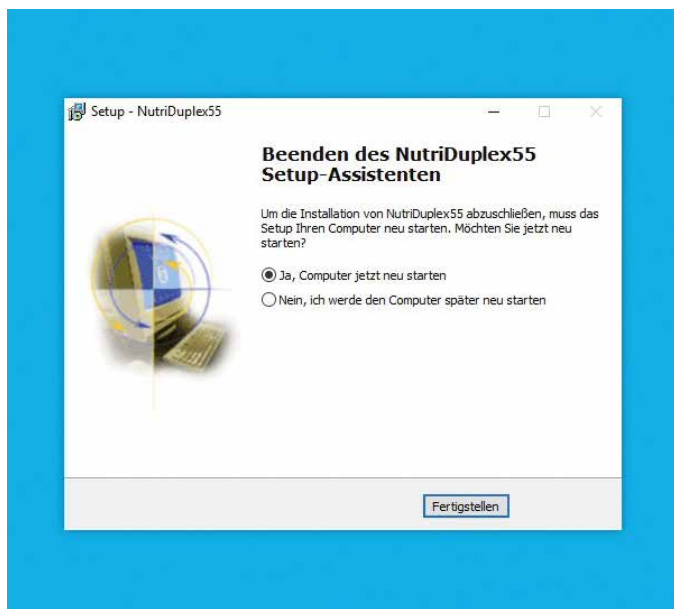 Setup - NutriDuplex55
Beenden des NutriDuplex55
Setup-Assistenten
Um die Installation von NutriDuplex55 abzuschließen, muss das
Setup Ihren Computer neu starten. Möchten Sie jetzt neu
starten?
Ja, Computer jetzt neu starten
Nein, ich werde den Computer später neu starten
Fertigstellen